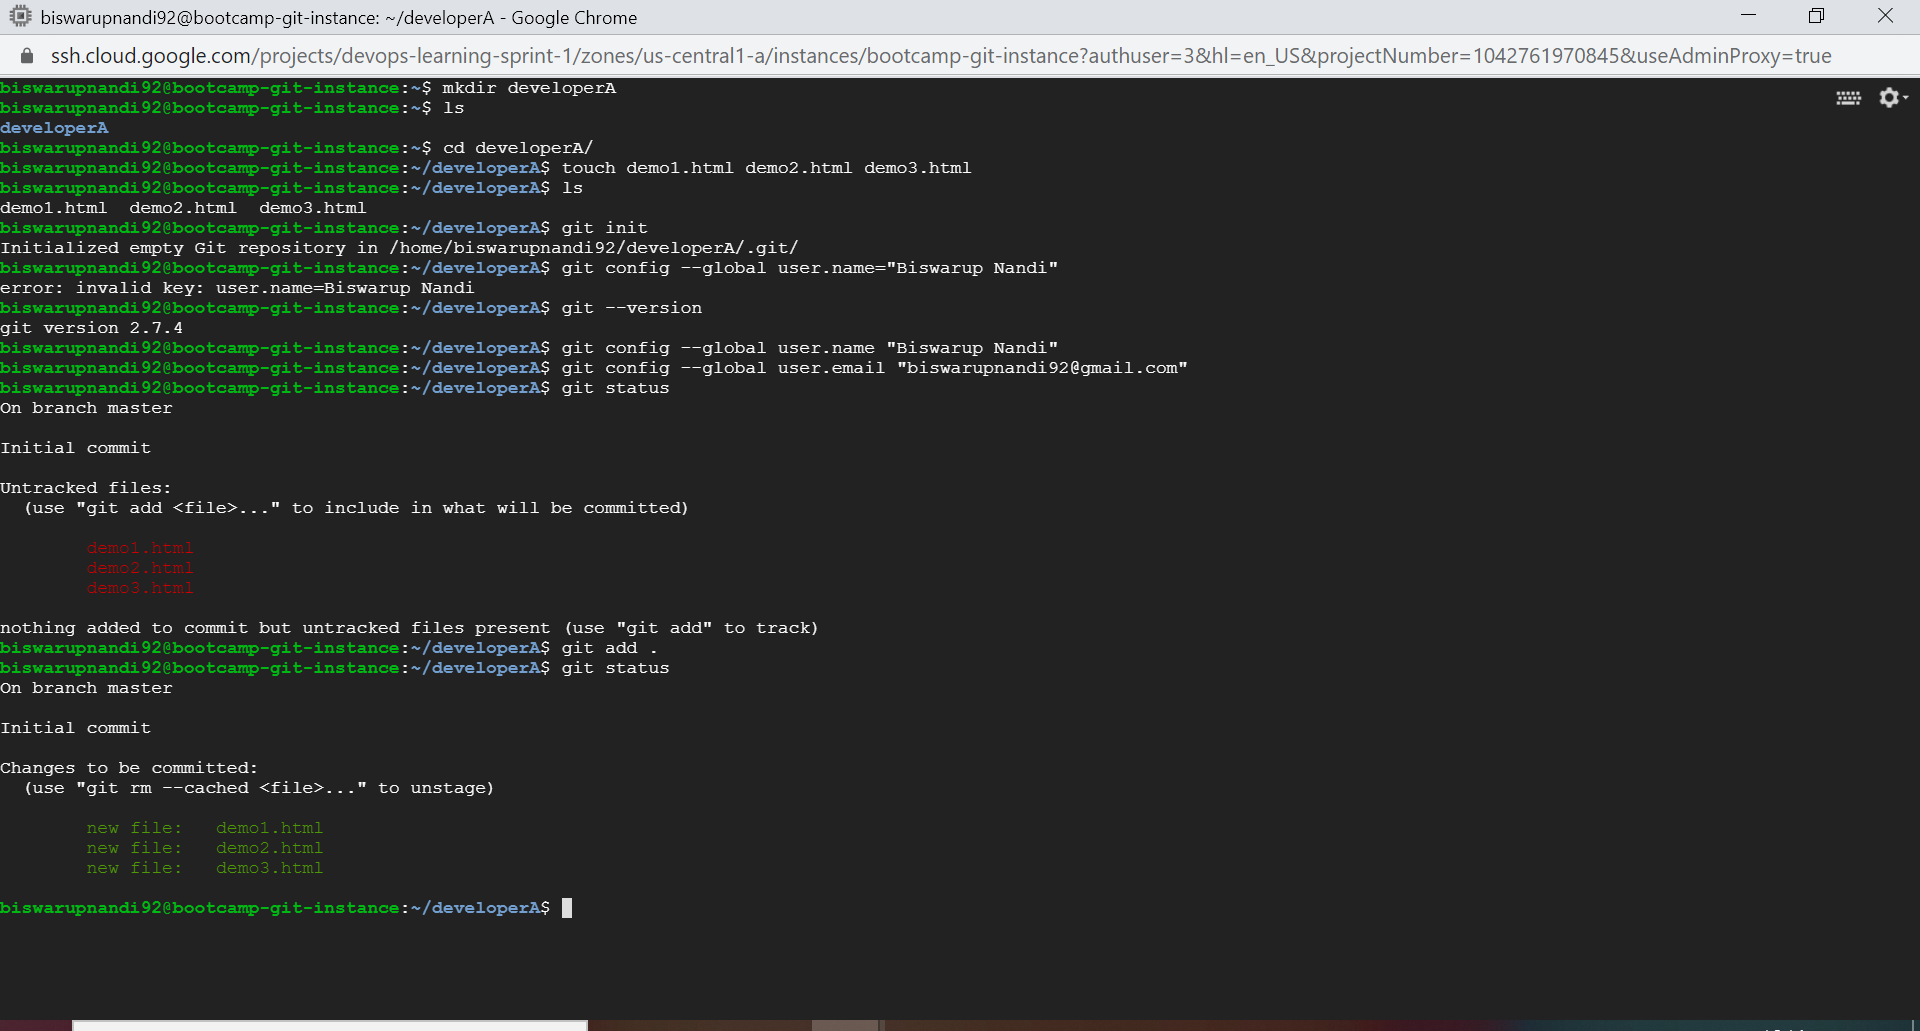 biswarupnandi92@bootcamp-git-instance: ~/developerA - Google Chrome
ssh.cloud.google.com/projects/devops-learning-sprint-1/zones/us-central1-a/instances/bootcamp-git-instance?authuser=3&hl=en_US&projectNumber=1042761970845&useAdminProxy=true
biswarupnandi92@bootcamp-git-instance:~$ mkdir developerA
biswarupnandi92@bootcamp-git-instance:~$ ls
developerA
biswarupnandi92@bootcamp-git-instance:~$ cd developerA/
biswarupnandi92@bootcamp-git-instance:~/developerA$ touch demo1.html demo2.html demo3.html
biswarupnandi92@bootcamp-git-instance:~/developerA$ ls
demo1.html  demo2.html  demo3.html
biswarupnandi92@bootcamp-git-instance:~/developerA$ git init
Initialized empty Git repository in /home/biswarupnandi92/developerA/.git/
biswarupnandi92@bootcamp-git-instance:~/developerA$ git config --global user.name="Biswarup Nandi"
error: invalid key: user.name=Biswarup Nandi
biswarupnandi92@bootcamp-git-instance:~/developerA$ git --version
git version 2.7.4
biswarupnandi92@bootcamp-git-instance:~/developerA$ git config --global user.name "Biswarup Nandi"
biswarupnandi92@bootcamp-git-instance:~/developerA$ git config --global user.email "biswarupnandi92@gmail.com"
biswarupnandi92@bootcamp-git-instance:~/developerA$ git status
On branch master
Initial commit
Untracked files:
  (use "git add <file>..." to include in what will be committed)
        demo1.html
        demo2.html
        demo3.html
nothing added to commit but untracked files present (use "git add" to track)
biswarupnandi92@bootcamp-git-instance:~/developerA$ git add .
biswarupnandi92@bootcamp-git-instance:~/developerA$ git status
On branch master
Initial commit
Changes to be committed:
  (use "git rm --cached <file>..." to unstage)
        new file:   demo1.html
        new file:   demo2.html
        new file:   demo3.html
biswarupnandi92@bootcamp-git-instance:~/developerA$